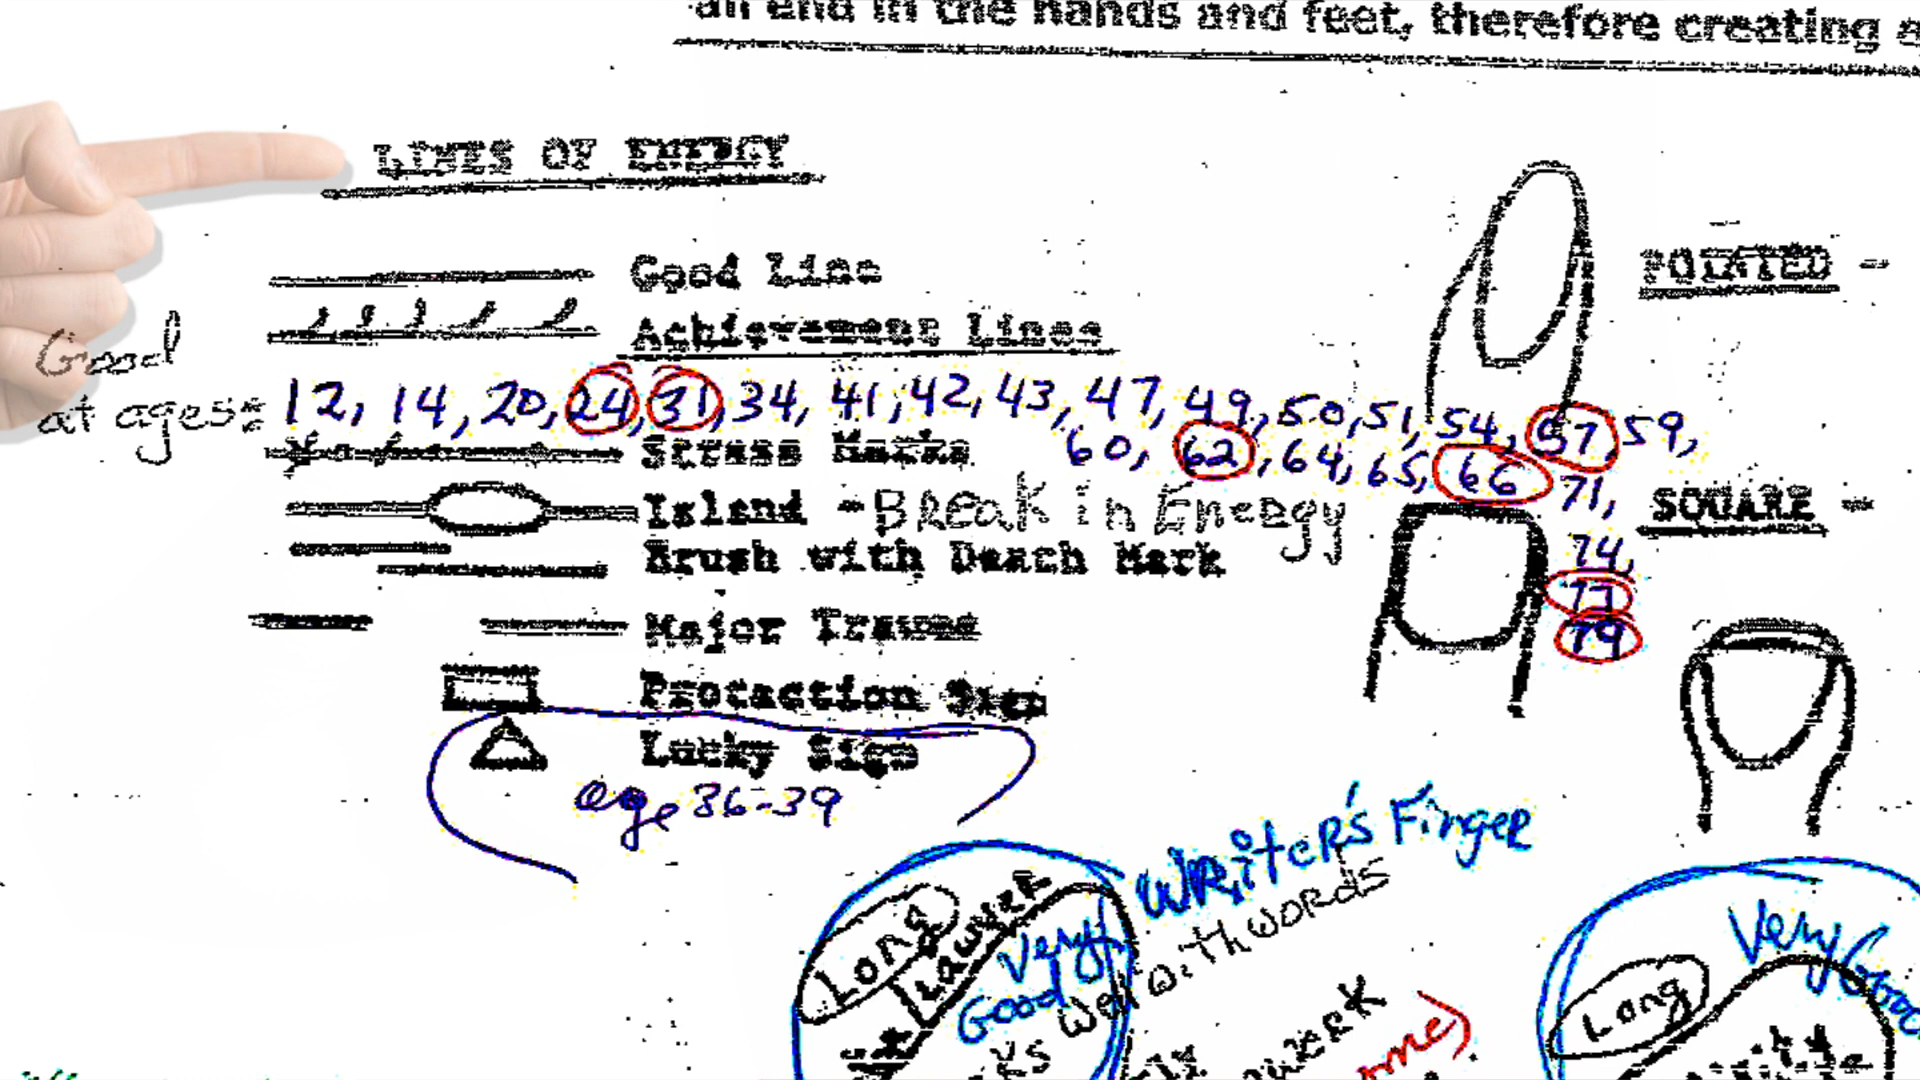 all end in the hands and feet, therefore creating a
LINES OF ENERGY
Good Line
Achievement Lines
Good
at ages: 12, 14, 20, 24, 31, 34, 41, 42, 43, 47, 49, 50, 51, 54, 57, 59,
60, 62, 64, 65, 66, 71,
74,
77
79
Stress Marks
Island - BReak in Energy
Brush with Death Mark
Major Trauma
Protection Sign
Lucky Sign
age 36-39
POINTED -
SQUARE -
WRiteR's Finger
Long
LawyeR
Very
Good
Well with words
Very Good
Long